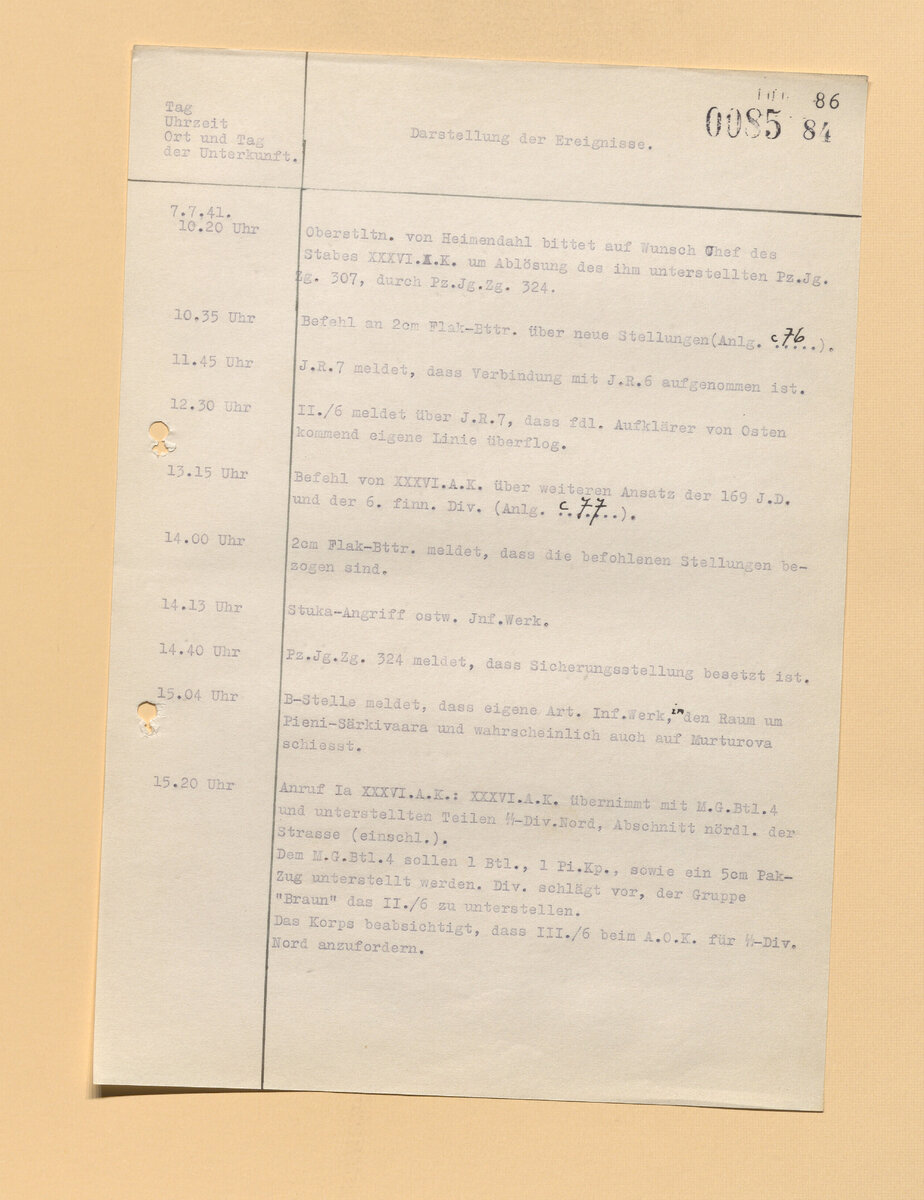 86
0085 84
Tag
Uhrzeit
Ort und Tag
der Unterkunft.
Darstellung der Ereignisse.
7.7.41.
10.20 Uhr
Oberstltn. von Heimendahl bittet auf Wunsch Chef des
Stabes XXXVI.A.K. um Ablösung des ihm unterstellten Pz.Jg.
Zg. 307, durch Pz.Jg.Zg. 324.
10.35 Uhr
Befehl an 2cm Flak-Bttr. über neue Stellungen(Anlg. c 76).
11.45 Uhr
J.R.7 meldet, dass Verbindung mit J.R.6 aufgenommen ist.
12.30 Uhr
II./6 meldet über J.R.7, dass fdl. Aufklärer von Osten
kommend eigene Linie überflog.
13.15 Uhr
Befehl von XXXVI.A.K. über weiteren Ansatz der 169 J.D.
und der 6. finn. Div. (Anlg. c 77).
14.00 Uhr
2cm Flak-Bttr. meldet, dass die befohlenen Stellungen be-
zogen sind.
14.13 Uhr
Stuka-Angriff ostw. Jnf.Werk.
14.40 Uhr
Pz.Jg.Zg. 324 meldet, dass Sicherungsstellung besetzt ist.
15.04 Uhr
B-Stelle meldet, dass eigene Art. Inf.Werk, in den Raum um
Pieni-Särkivaara und wahrscheinlich auch auf Murturova
schiesst.
15.20 Uhr
Anruf Ia XXXVI.A.K.: XXXVI.A.K. übernimmt mit M.G.Btl.4
und unterstellten Teilen ᛋᛋ-Div.Nord, Abschnitt nördl. der
Strasse (einschl.).
Dem M.G.Btl.4 sollen 1 Btl., 1 Pi.Kp., sowie ein 5cm Pak-
Zug unterstellt werden. Div. schlägt vor, der Gruppe
"Braun" das II./6 zu unterstellen.
Das Korps beabsichtigt, dass III./6 beim A.O.K. für ᛋᛋ-Div.
Nord anzufordern.